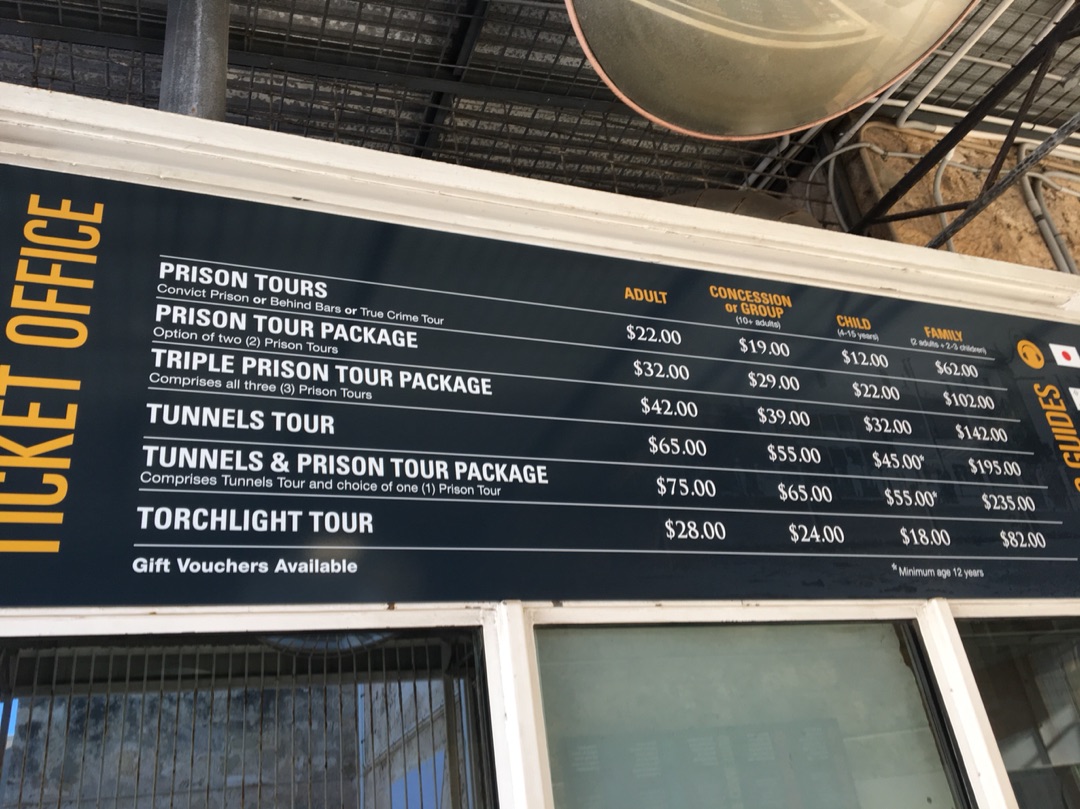 TICKET OFFICE
ADULT
CONCESSION
or GROUP
(10+ adults)
CHILD
(4-15 years)
FAMILY
(2 adults + 2-3 children)
PRISON TOURS $22.00 $19.00 $12.00 $62.00
Convict Prison or Behind Bars or True Crime Tour
PRISON TOUR PACKAGE $32.00 $29.00 $22.00 $102.00
Option of two (2) Prison Tours
TRIPLE PRISON TOUR PACKAGE $42.00 $39.00 $32.00 $142.00
Comprises all three (3) Prison Tours
TUNNELS TOUR $65.00 $55.00 $45.00* $195.00
TUNNELS & PRISON TOUR PACKAGE $75.00 $65.00 $55.00* $235.00
Comprises Tunnels Tour and choice of one (1) Prison Tour
TORCHLIGHT TOUR $28.00 $24.00 $18.00 $82.00
Gift Vouchers Available
*Minimum age 12 years
GUIDES